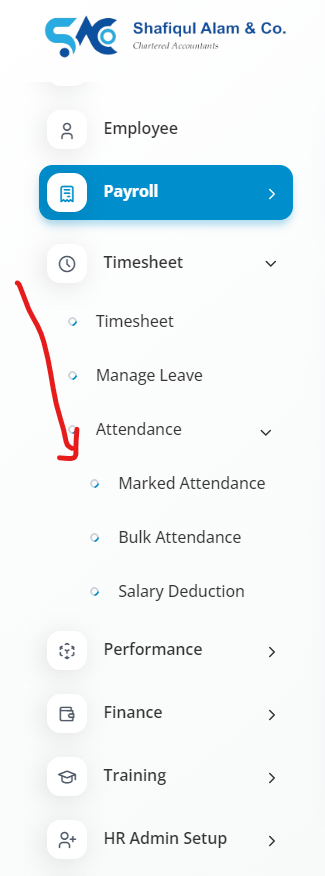 Shafiqul Alam & Co.
Chartered Accountants
Employee
Payroll
Timesheet
Timesheet
Manage Leave
Attendance
Marked Attendance
Bulk Attendance
Salary Deduction
Performance
Finance
Training
HR Admin Setup